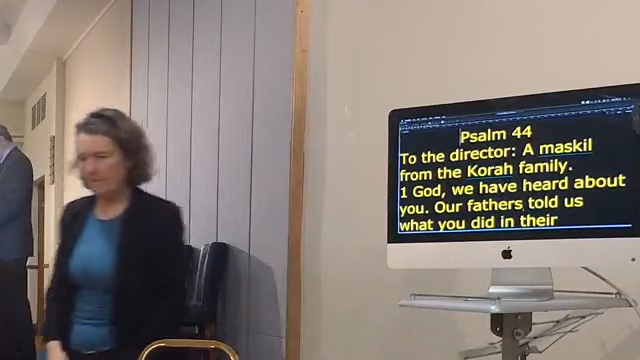 Psalm 44
To the director: A maskil
from the Korah family.
1 God, we have heard about
you. Our fathers told us
what you did in their